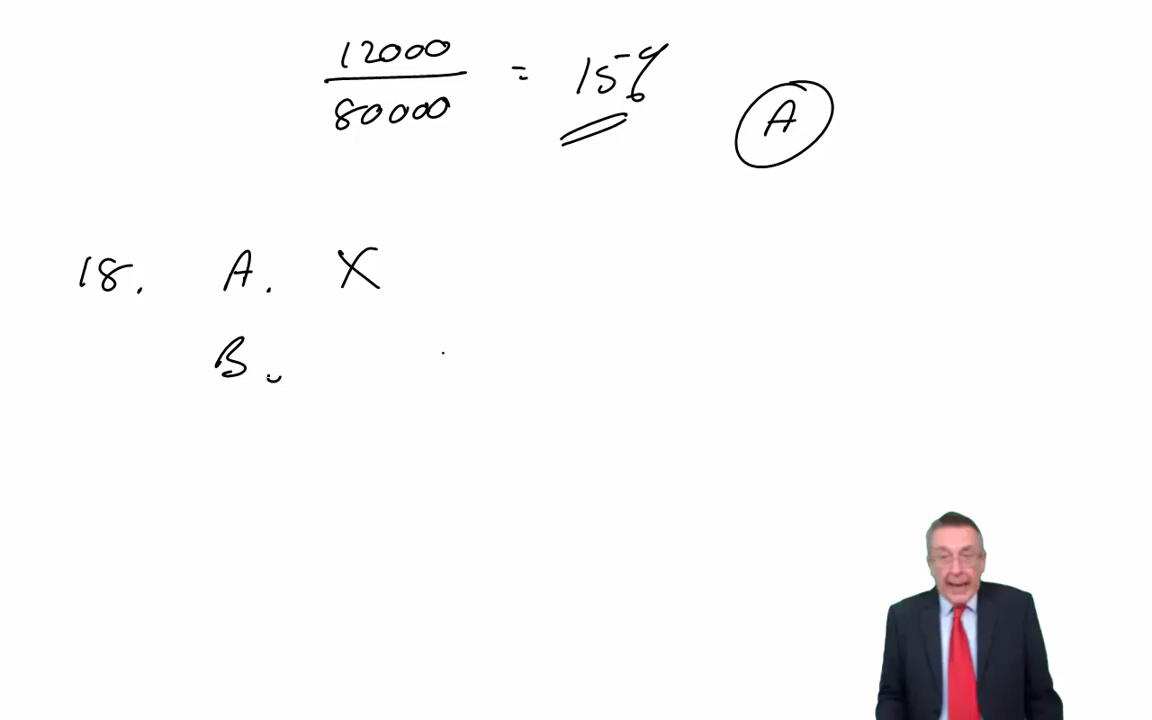 12000 / 80000 = 15% A
18. A. X
B.